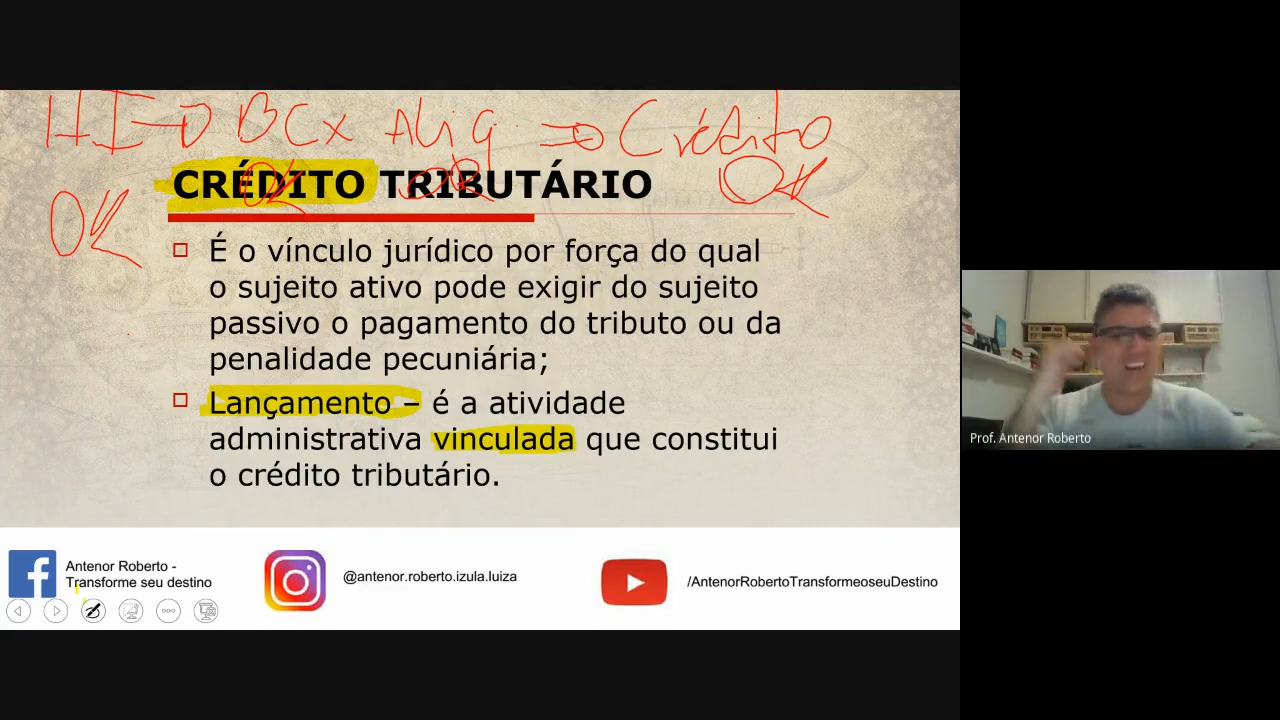 HI → BC x Aliq. ⇒ Crédito
CRÉDITO TRIBUTÁRIO
OK OK OK OK
É o vínculo jurídico por força do qual
o sujeito ativo pode exigir do sujeito
passivo o pagamento do tributo ou da
penalidade pecuniária;
Lançamento – é a atividade
administrativa vinculada que constitui
o crédito tributário.
Prof. Antenor Roberto
Antenor Roberto -
Transforme seu destino
@antenor.roberto.izula.luiza
/AntenorRobertoTransformeoseuDestino